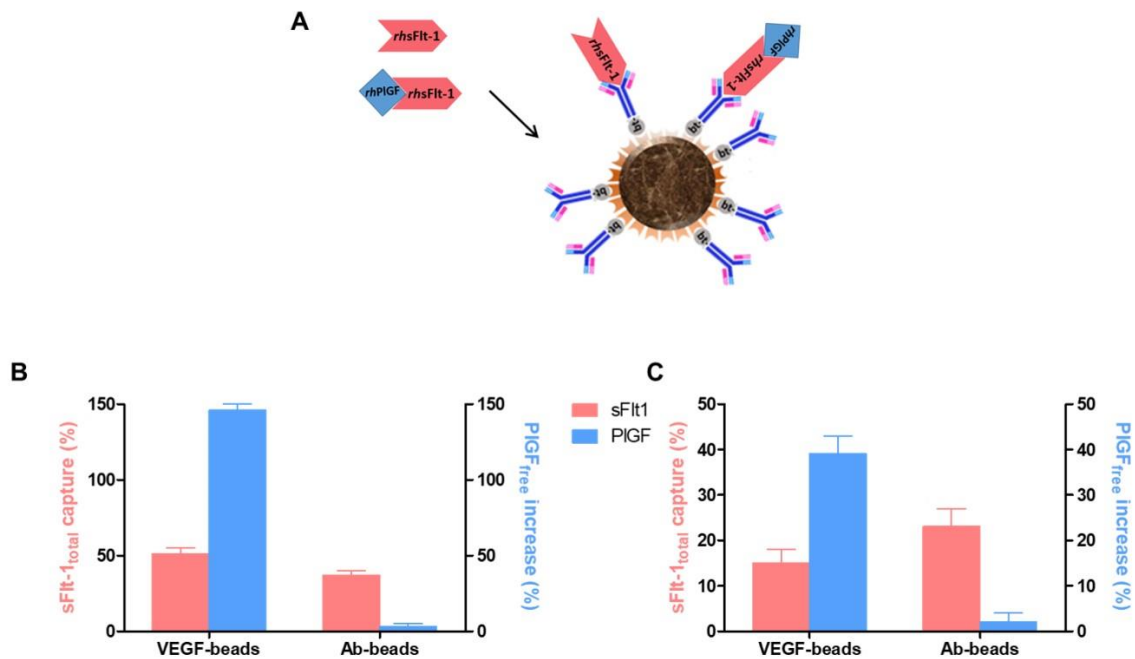 A
rhsFlt-1
rhPlGF
rhsFlt-1
rhsFlt-1
rhPlGF
rhsFlt-1
bt-
bt-
bt-
bt-
bt-
bt-
bt-
B
150
100
50
0
sFlt-1total capture (%)
VEGF-beads
Ab-beads
150
100
50
0
PlGFfree increase (%)
sFlt1
PlGF
C
50
40
30
20
10
0
sFlt-1total capture (%)
VEGF-beads
Ab-beads
50
40
30
20
10
0
PlGFfree increase (%)